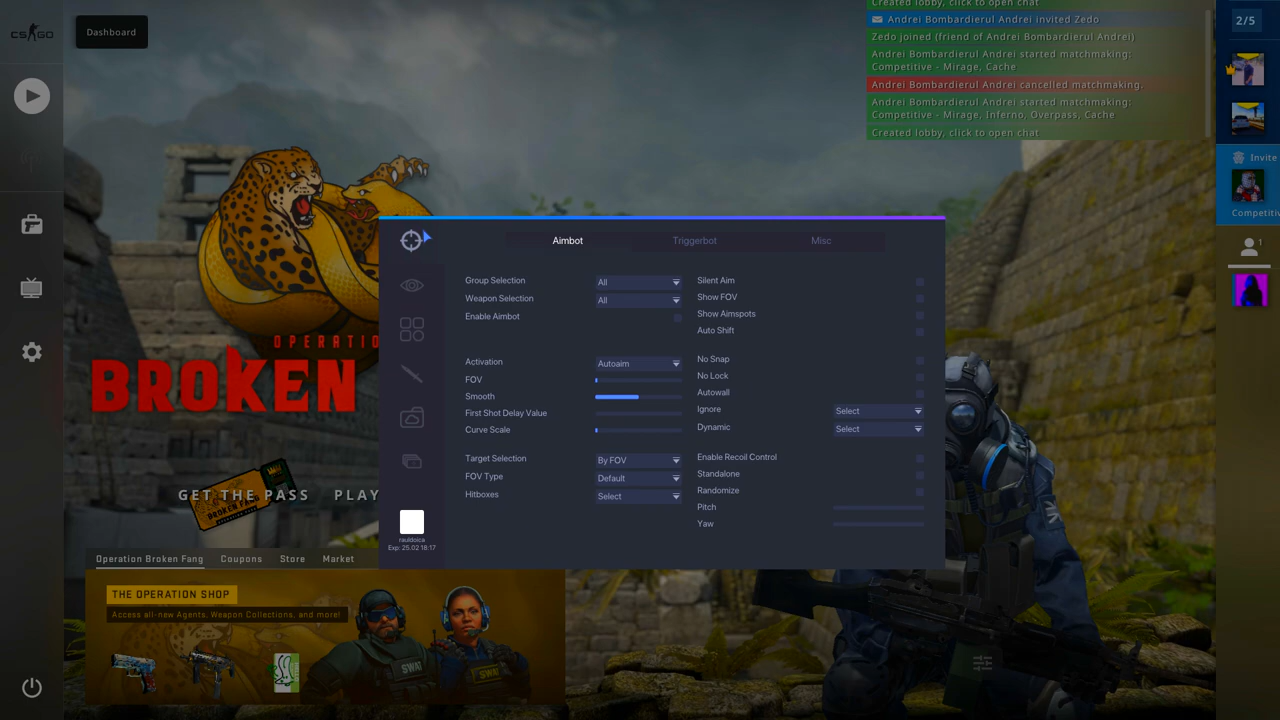 CS GO
Dashboard
Created lobby, click to open chat
Andrei Bombardierul Andrei invited Zedo
Zedo joined (friend of Andrei Bombardierul Andrei)
Andrei Bombardierul Andrei started matchmaking:
Competitive - Mirage, Cache
Andrei Bombardierul Andrei cancelled matchmaking.
Andrei Bombardierul Andrei started matchmaking:
Competitive - Mirage, Inferno, Overpass, Cache
Created lobby, click to open chat
2/5
Invite
Competitiv
1
OPERATIO
BROKEN
GET THE PASS PLAY
Aimbot Triggerbot Misc
Group Selection All
Weapon Selection All
Enable Aimbot
Activation Autoaim
FOV
Smooth
First Shot Delay Value
Curve Scale
Target Selection By FOV
FOV Type Default
Hitboxes Select
Silent Aim
Show FOV
Show Aimspots
Auto Shift
No Snap
No Lock
Autowall
Ignore Select
Dynamic Select
Enable Recoil Control
Standalone
Randomize
Pitch
Yaw
rauldoica
Exp: 25.02 18:17
Operation Broken Fang Coupons Store Market
THE OPERATION SHOP
Access all-new Agents, Weapon Collections, and more!
SWAT